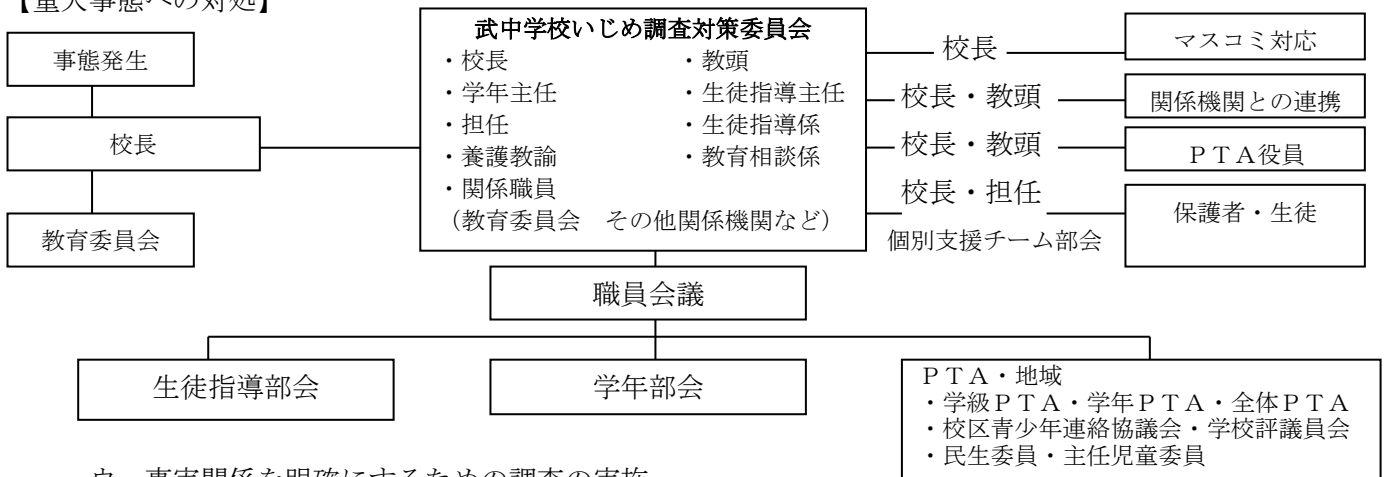 【重大事態への対処】
事態発生
校長
教育委員会
武中学校いじめ調査対策委員会
・校長 ・教頭
・学年主任 ・生徒指導主任
・担任 ・生徒指導係
・養護教諭 ・教育相談係
・関係職員
（教育委員会　その他関係機関など）
校長
マスコミ対応
校長・教頭
関係機関との連携
校長・教頭
ＰＴＡ役員
校長・担任
個別支援チーム部会
保護者・生徒
職員会議
生徒指導部会
学年部会
ＰＴＡ・地域
・学級ＰＴＡ・学年ＰＴＡ・全体ＰＴＡ
・校区青少年連絡協議会・学校評議員会
・民生委員・主任児童委員
ウ　事実関係を明確にするための調査の実施